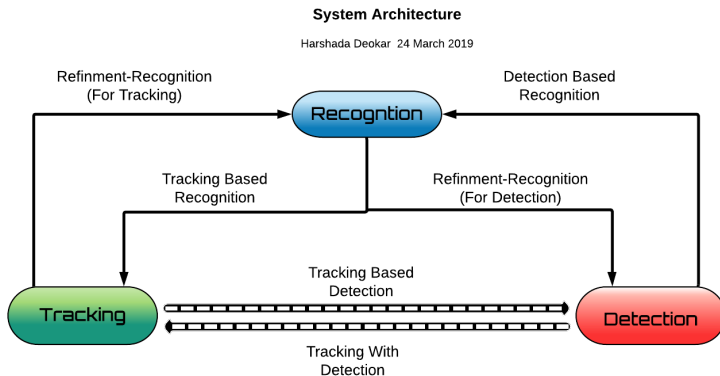 System Architecture
Harshada Deokar 24 March 2019
Refinment-Recognition
(For Tracking)
Detection Based
Recognition
Recogntion
Tracking Based
Recognition
Refinment-Recognition
(For Detection)
Tracking Based
Detection
Tracking
Detection
Tracking With
Detection